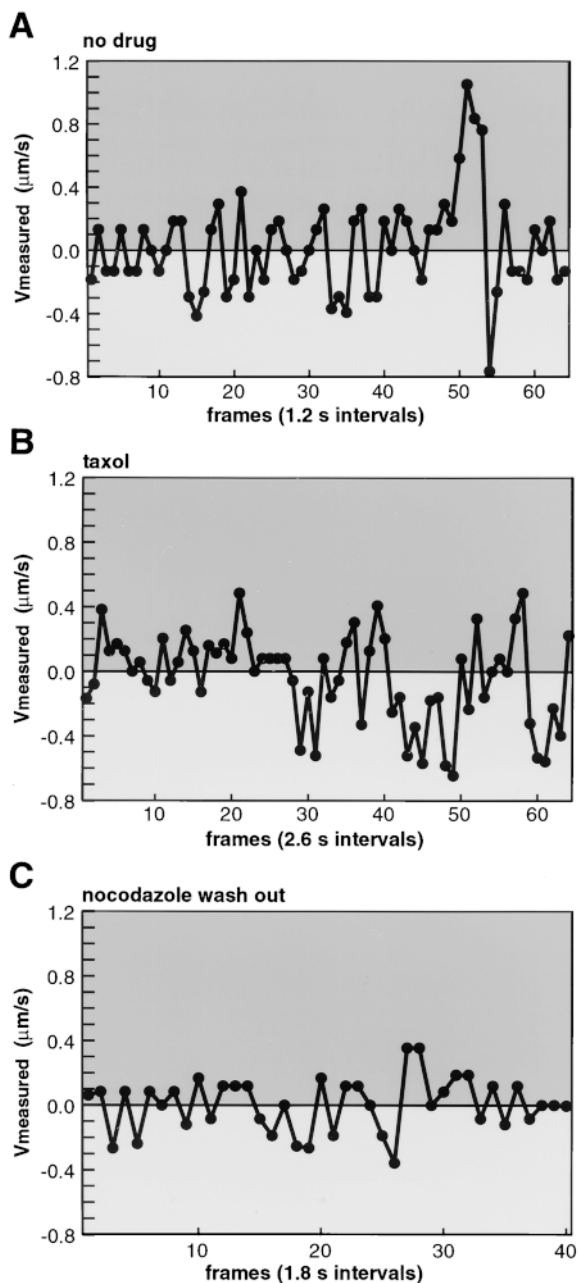 A
no drug
1.2
0.8
0.4
0.0
-0.4
-0.8
Vmeasured (μm/s)
10 20 30 40 50 60
frames (1.2 s intervals)
B
taxol
1.2
0.8
0.4
0.0
-0.4
-0.8
Vmeasured (μm/s)
10 20 30 40 50 60
frames (2.6 s intervals)
C
nocodazole wash out
1.2
0.8
0.4
0.0
-0.4
-0.8
Vmeasured (μm/s)
10 20 30 40
frames (1.8 s intervals)